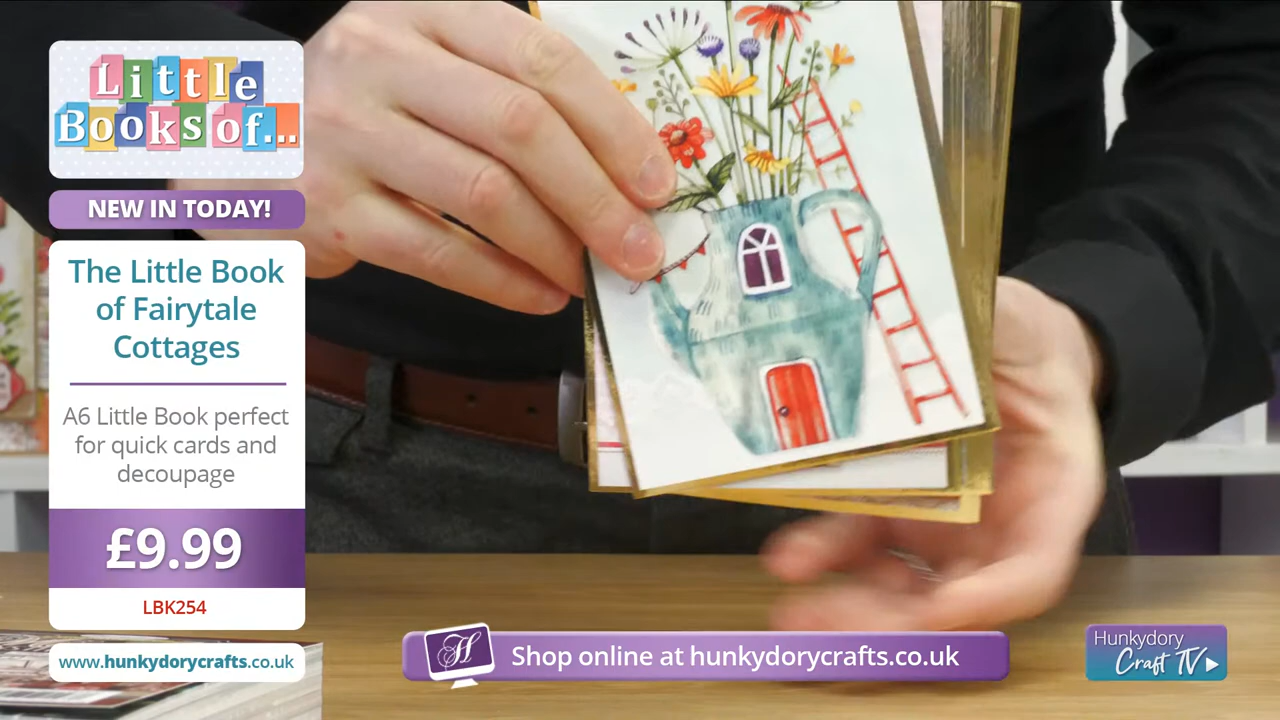 Little
Books of...
NEW IN TODAY!
The Little Book
of Fairytale
Cottages
A6 Little Book perfect
for quick cards and
decoupage
£9.99
LBK254
www.hunkydorycrafts.co.uk
H
Shop online at hunkydorycrafts.co.uk
Hunkydory
Craft TV